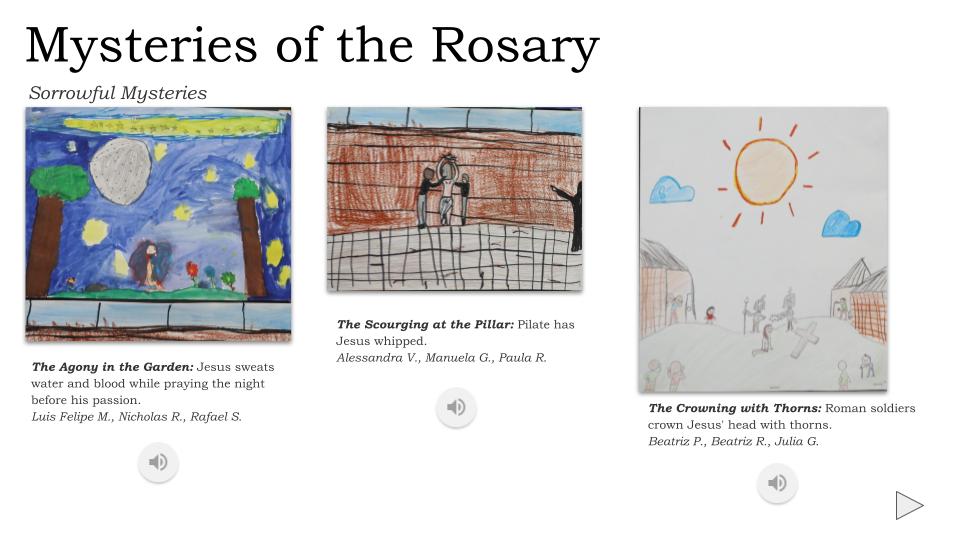 Mysteries of the Rosary
Sorrowful Mysteries
The Agony in the Garden: Jesus sweats
water and blood while praying the night
before his passion.
Luis Felipe M., Nicholas R., Rafael S.
The Scourging at the Pillar: Pilate has
Jesus whipped.
Alessandra V., Manuela G., Paula R.
The Crowning with Thorns: Roman soldiers
crown Jesus' head with thorns.
Beatriz P., Beatriz R., Julia G.